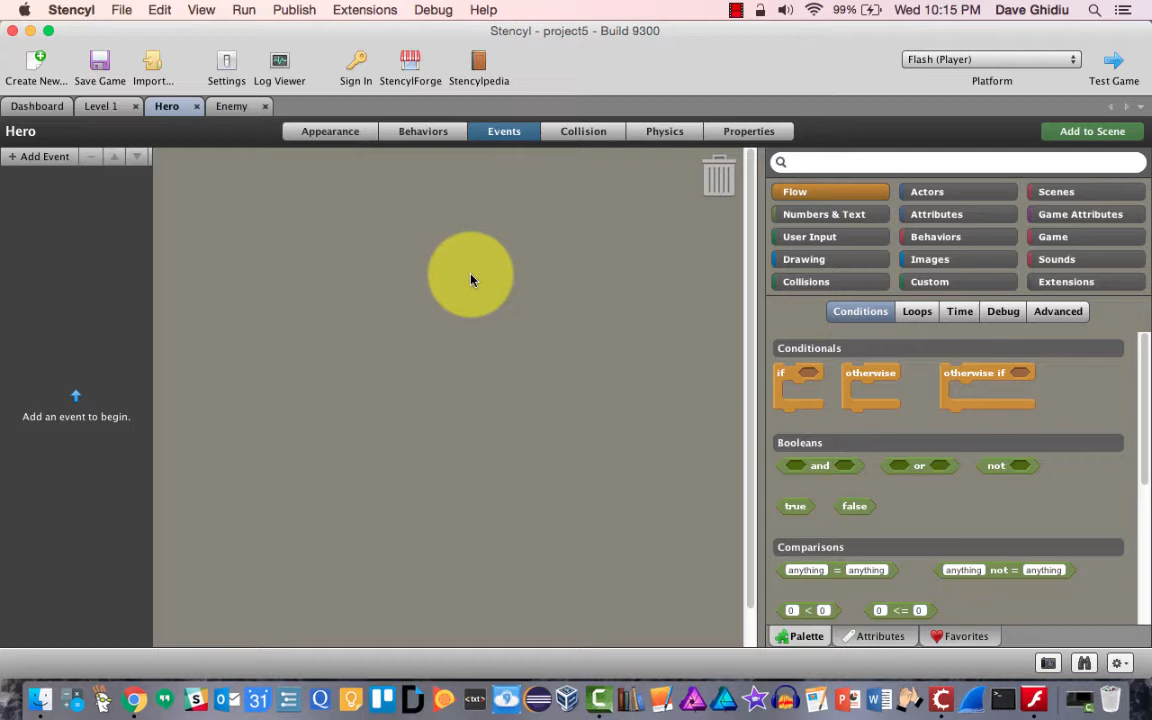 Stencyl File Edit View Run Publish Extensions Debug Help 99% Wed 10:15 PM Dave Ghidiu
Stencyl - project5 - Build 9300
Flash (Player)
Create New... Save Game Import... Settings Log Viewer Sign In StencylForge Stencylpedia Platform Test Game
Dashboard Level 1 Hero Enemy
Hero Appearance Behaviors Events Collision Physics Properties Add to Scene
+ Add Event
Flow Actors Scenes
Numbers & Text Attributes Game Attributes
User Input Behaviors Game
Drawing Images Sounds
Collisions Custom Extensions
Conditions Loops Time Debug Advanced
Conditionals
if otherwise otherwise if
Add an event to begin.
Booleans
and or not
true false
Comparisons
anything = anything anything not = anything
0 < 0 0 <= 0
Palette Attributes Favorites
31 <txt>